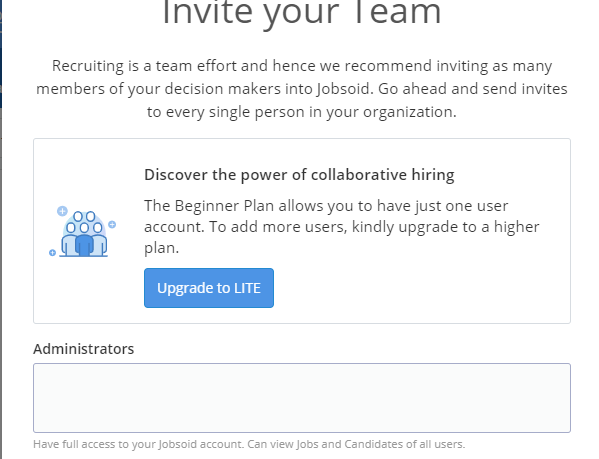 Invite your Team
Recruiting is a team effort and hence we recommend inviting as many
members of your decision makers into Jobsoid. Go ahead and send invites
to every single person in your organization.
Discover the power of collaborative hiring
The Beginner Plan allows you to have just one user
account. To add more users, kindly upgrade to a higher
plan.
Upgrade to LITE
Administrators
Have full access to your Jobsoid account. Can view Jobs and Candidates of all users.